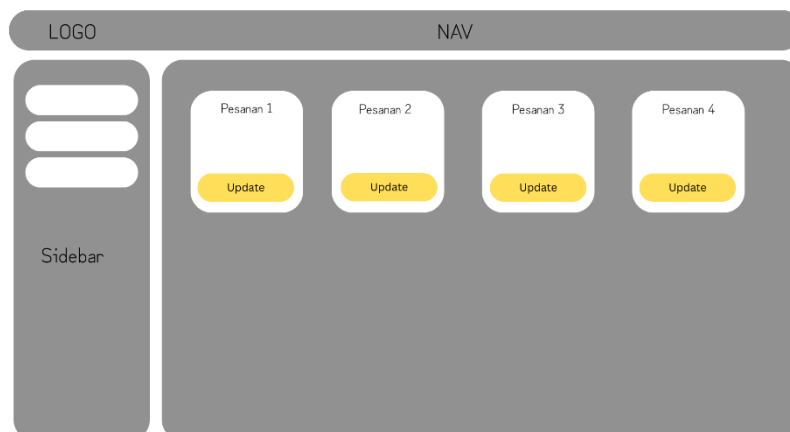 LOGO
NAV
Pesanan 1
Pesanan 2
Pesanan 3
Pesanan 4
Update
Update
Update
Update
Sidebar